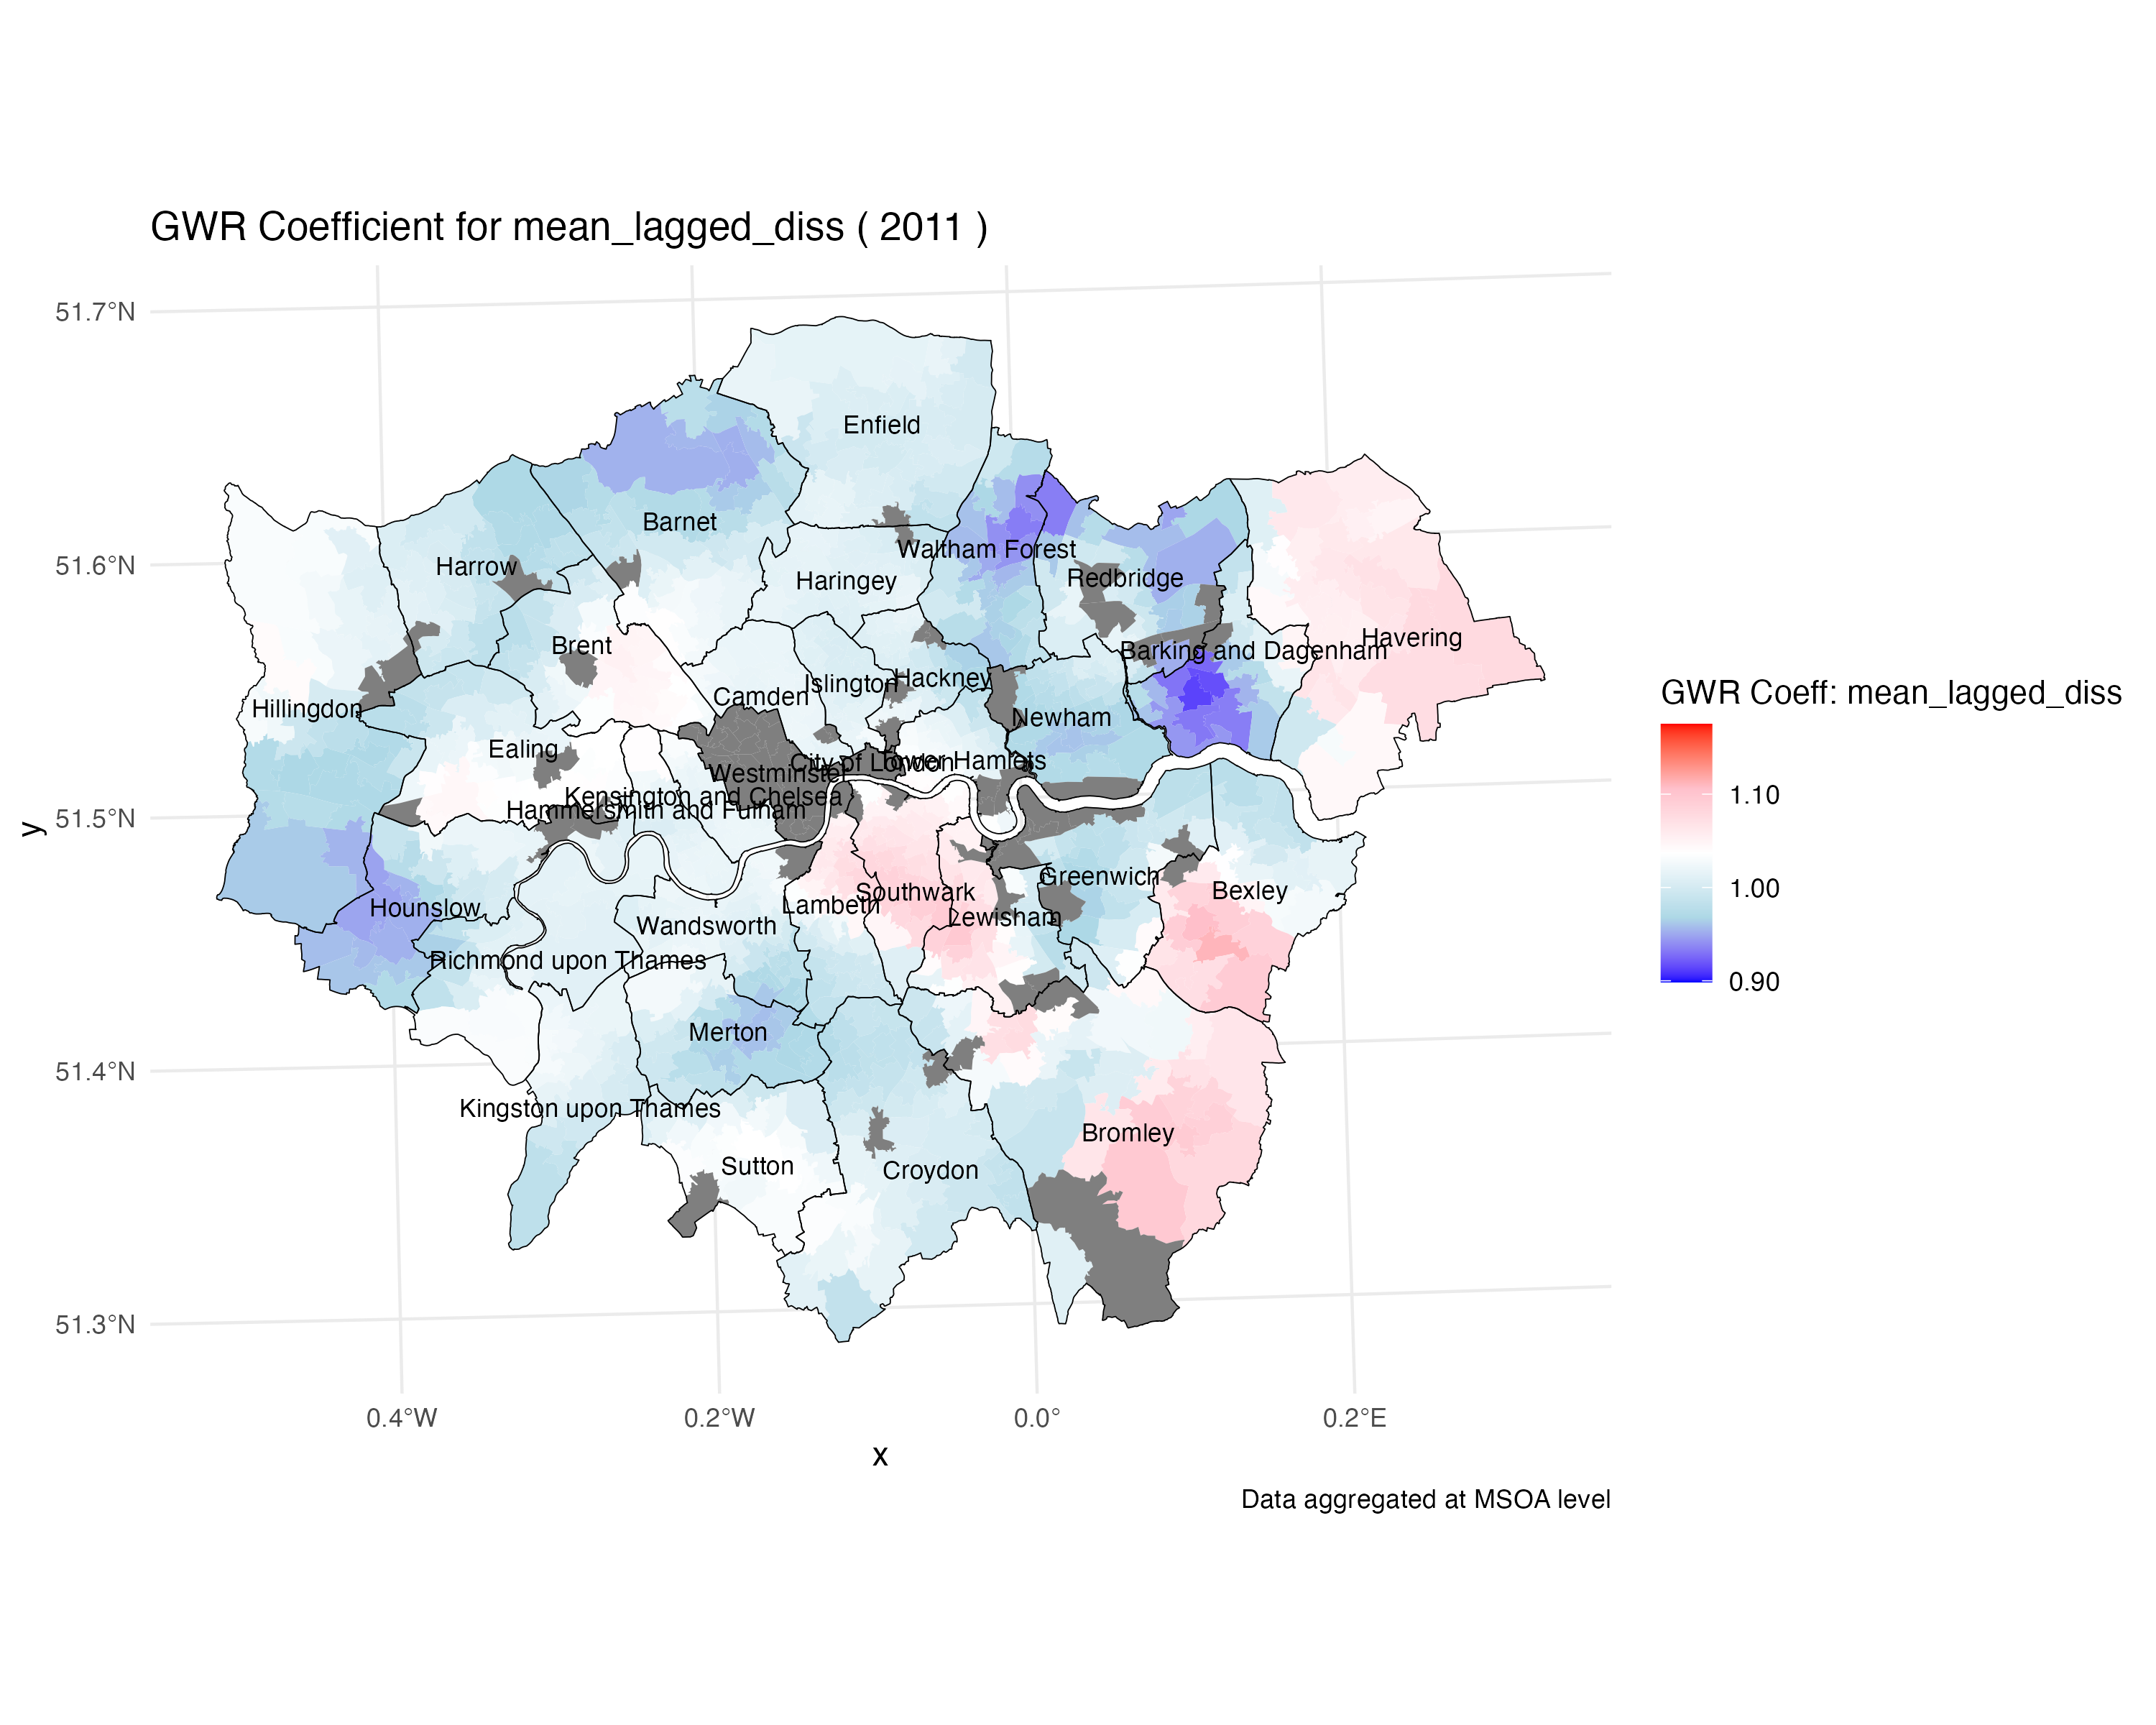 GWR Coefficient for mean_lagged_diss ( 2011 )
51.7°N
51.6°N
51.5°N
51.4°N
51.3°N
y
Enfield
Barnet
Waltham Forest
Harrow
Haringey
Redbridge
Brent
Havering
Barking and Dagenham
Islington
Hackney
Camden
Hillingdon
Newham
Ealing
City of London
Tower Hamlets
Westminster
Kensington and Chelsea
Hammersmith and Fulham
Greenwich
Bexley
Southwark
Lambeth
Hounslow
Lewisham
Wandsworth
Richmond upon Thames
Merton
Kingston upon Thames
Bromley
Sutton
Croydon
0.4°W
0.2°W
0.0°
0.2°E
x
GWR Coeff: mean_lagged_diss
1.10
1.00
0.90
Data aggregated at MSOA level